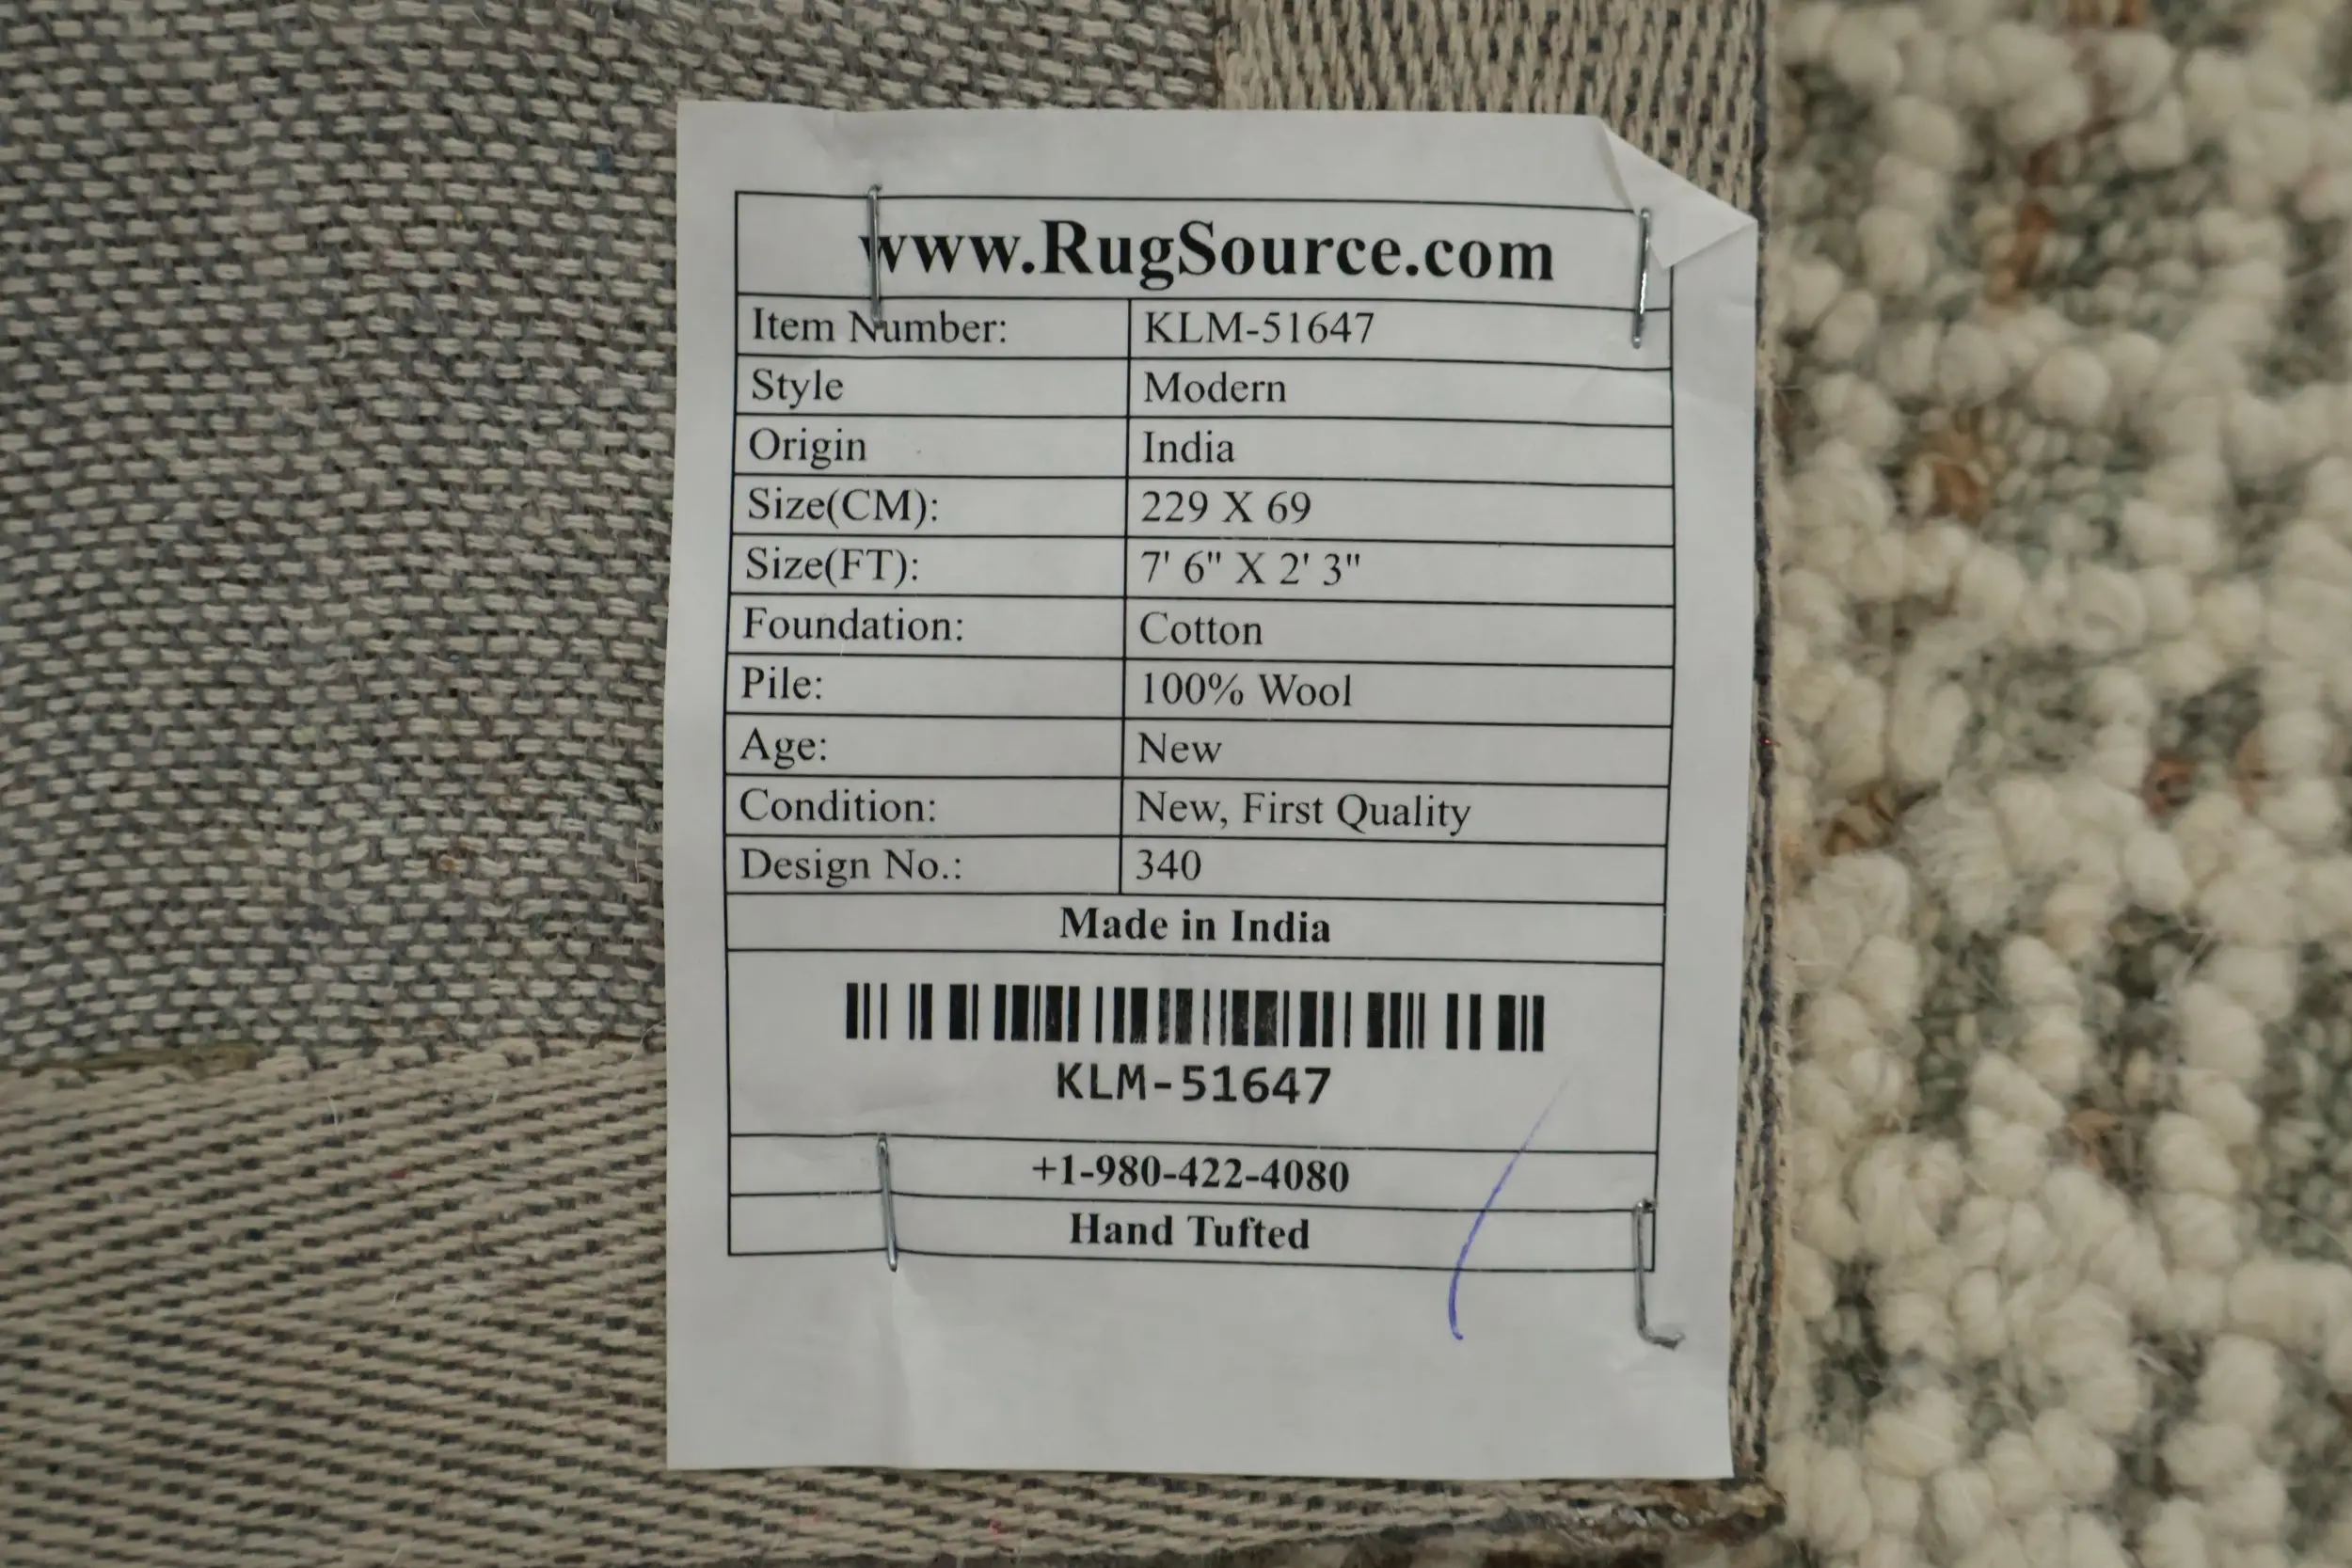 www.RugSource.com
Item Number: KLM-51647
Style Modern
Origin India
Size(CM): 229 X 69
Size(FT): 7' 6" X 2' 3"
Foundation: Cotton
Pile: 100% Wool
Age: New
Condition: New, First Quality
Design No.: 340
Made in India
KLM-51647
+1-980-422-4080
Hand Tufted